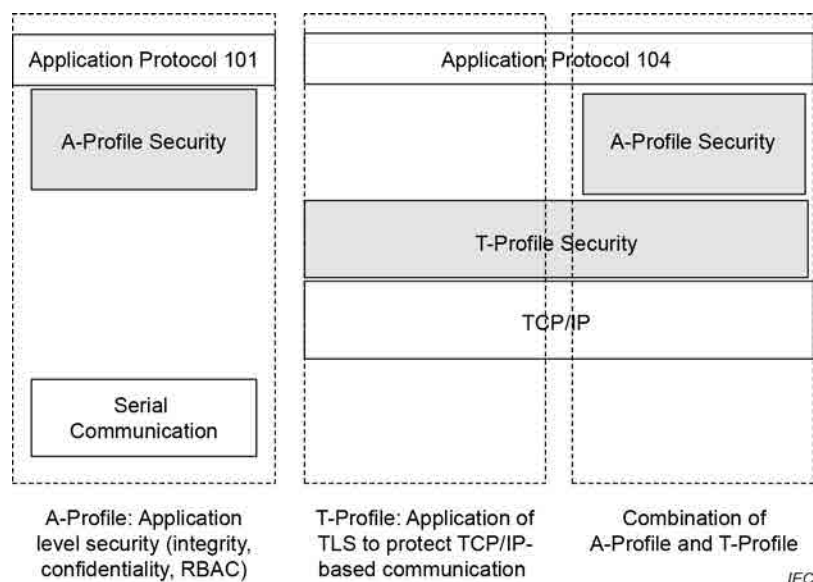 Application Protocol 101
Application Protocol 104
A-Profile Security
A-Profile Security
T-Profile Security
TCP/IP
Serial
Communication
A-Profile: Application
level security (integrity,
confidentiality, RBAC)
T-Profile: Application of
TLS to protect TCP/IP-
based communication
Combination of
A-Profile and T-Profile
IEC